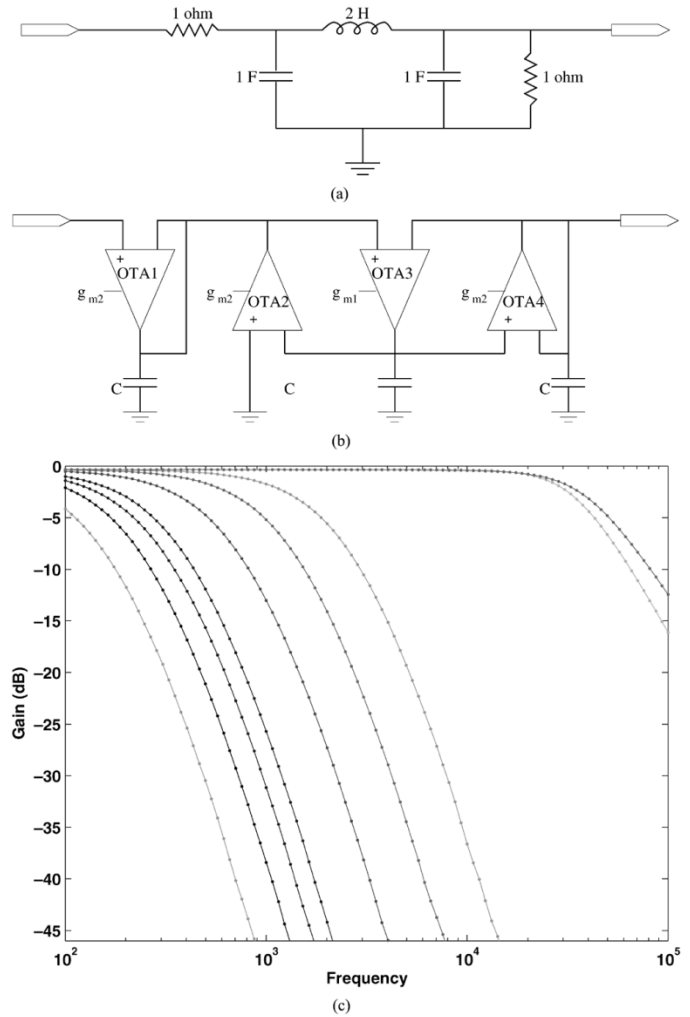 1 ohm
2 H
1 F
1 F
1 ohm
(a)
+
OTA1
g m2
g m2
OTA2
+
+
OTA3
g m1
g m2
OTA4
+
C
C
C
(b)
0
−5
−10
−15
−20
−25
−30
−35
−40
−45
Gain (dB)
10^2
10^3
10^4
10^5
Frequency
(c)